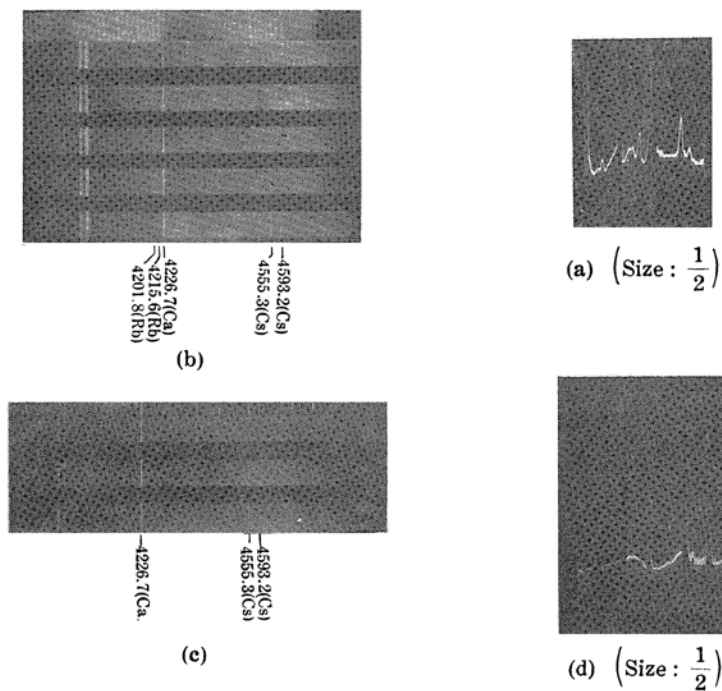 4226.7(Ca)
4215.6(Rb)
4201.8(Rb)
4593.2(Cs)
4555.3(Cs)
(b)
(a) (Size : 1/2)
4226.7(Ca.
4593.2(Cs)
4555.3(Cs)
(c)
(d) (Size : 1/2)